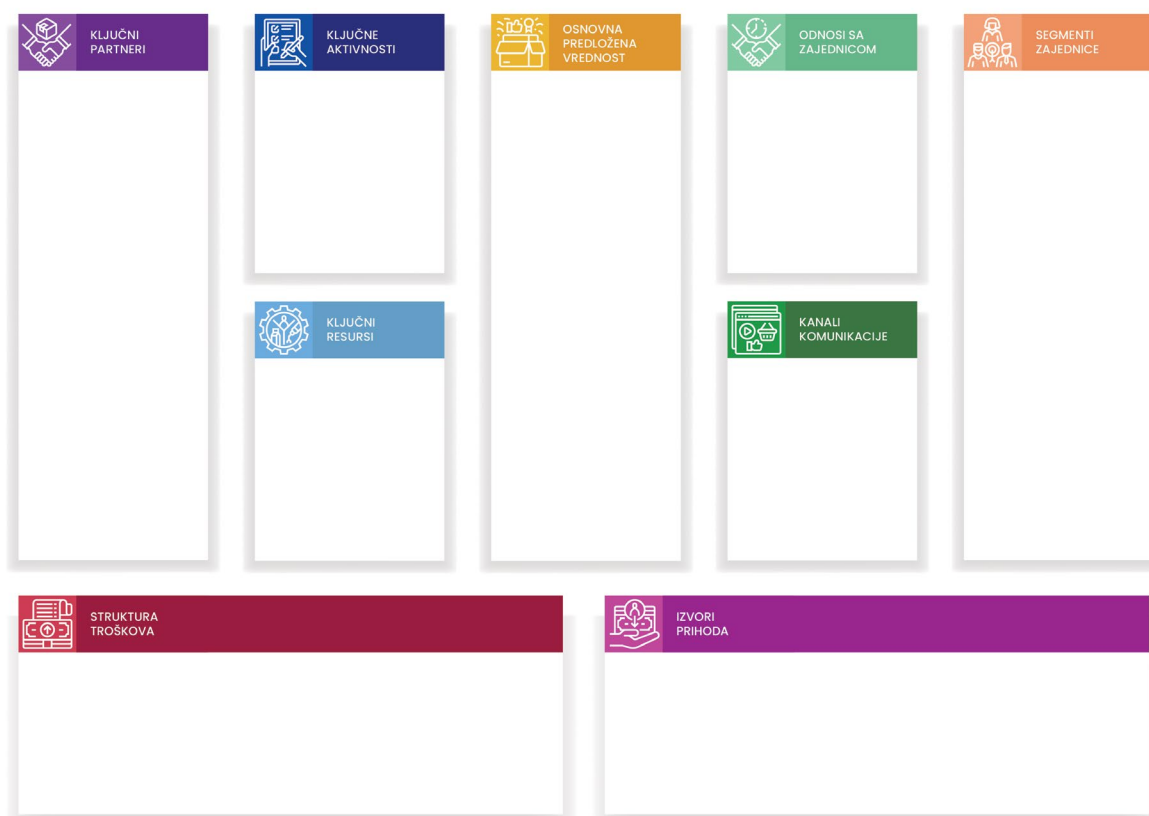 KLJUČNI
PARTNERI
KLJUČNE
AKTIVNOSTI
OSNOVNA
PREDLOŽENA
VREDNOST
ODNOSI SA
ZAJEDNICOM
SEGMENTI
ZAJEDNICE
KLJUČNI
RESURSI
KANALI
KOMUNIKACIJE
STRUKTURA
TROŠKOVA
IZVORI
PRIHODA